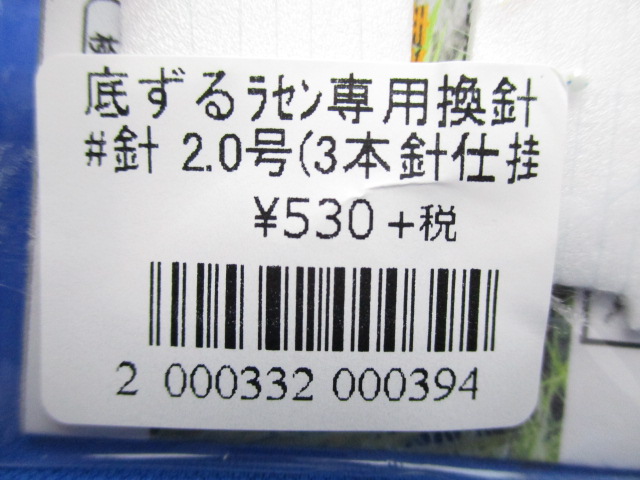 底ずるﾗｾﾝ専用換針
#針 2.0号(3本針仕掛
¥530 +税
2 000332 000394